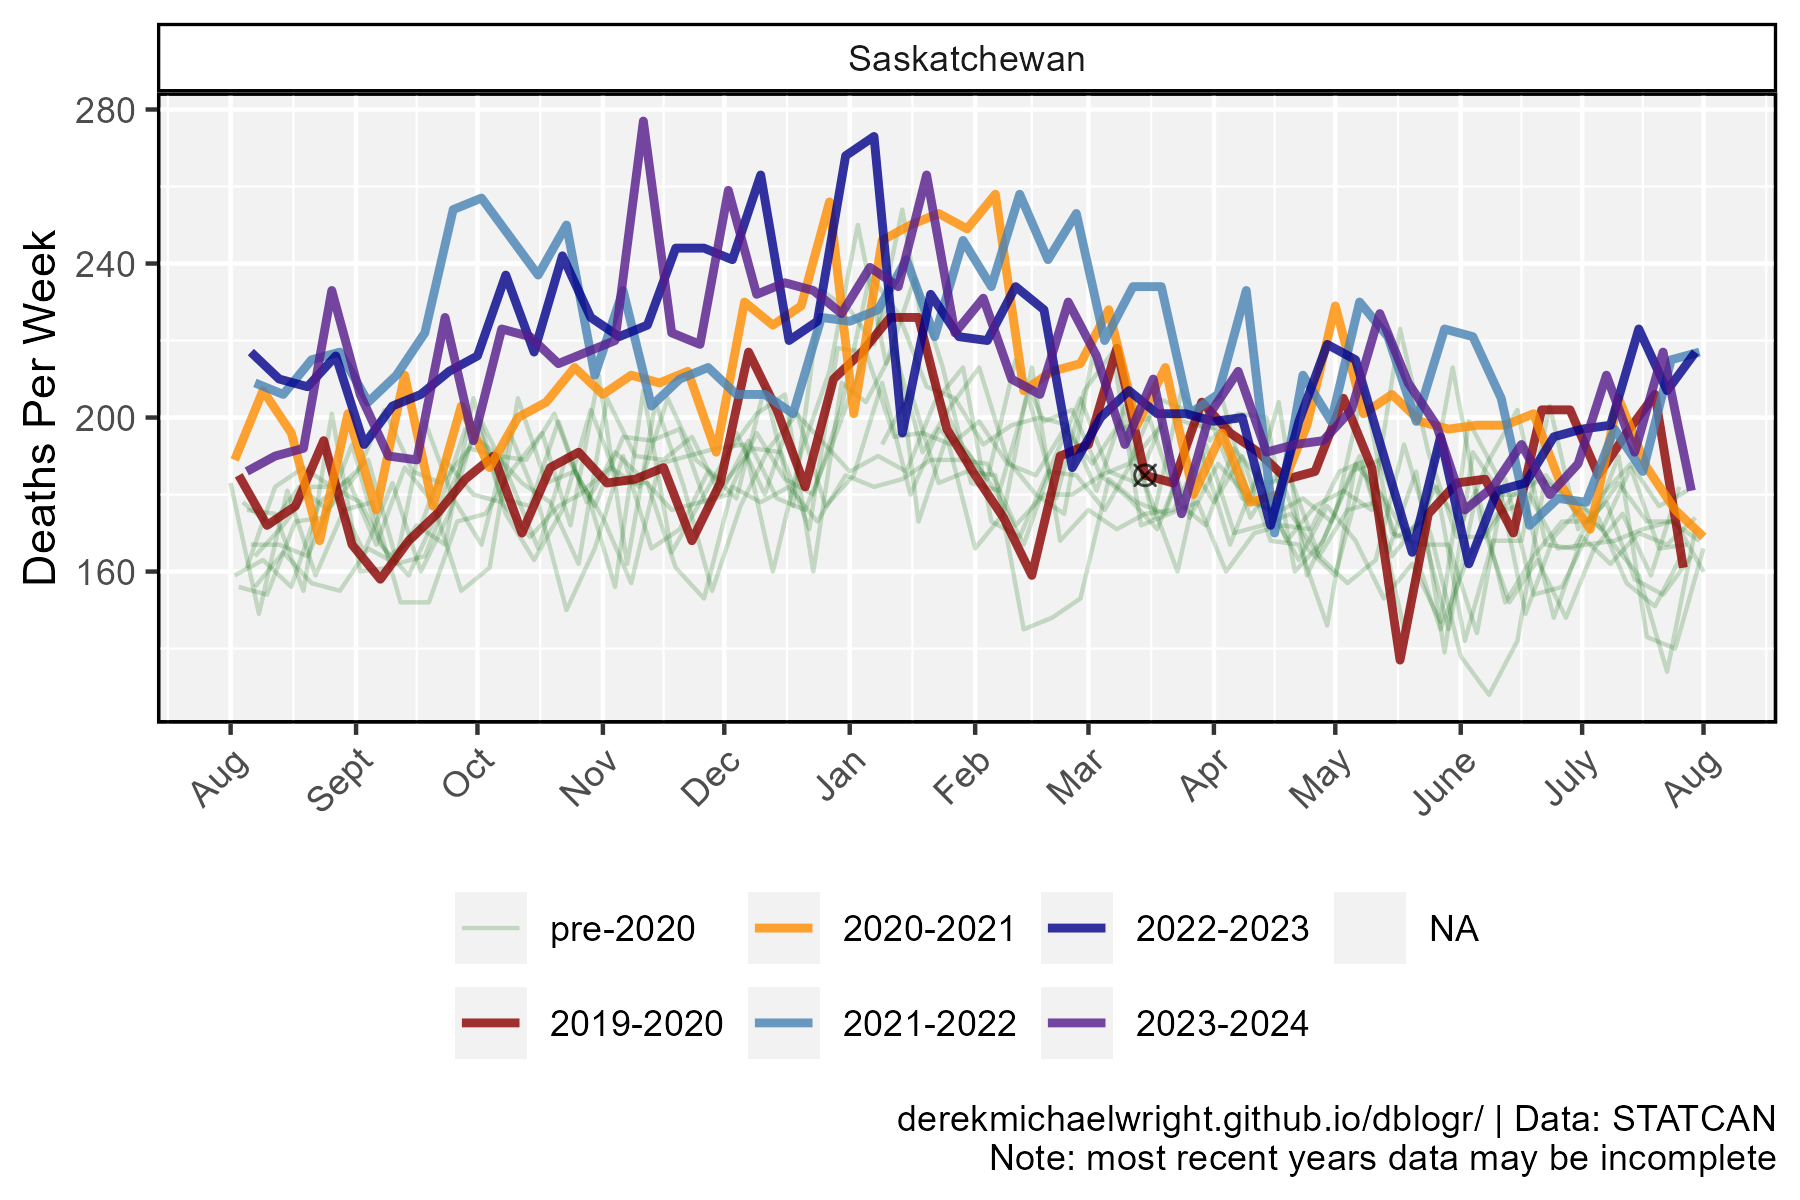 Saskatchewan
Deaths Per Week
280
240
200
160
Aug
Sept
Oct
Nov
Dec
Jan
Feb
Mar
Apr
May
June
July
Aug
pre-2020
2020-2021
2022-2023
NA
2019-2020
2021-2022
2023-2024
derekmichaelwright.github.io/dblogr/ | Data: STATCAN
Note: most recent years data may be incomplete